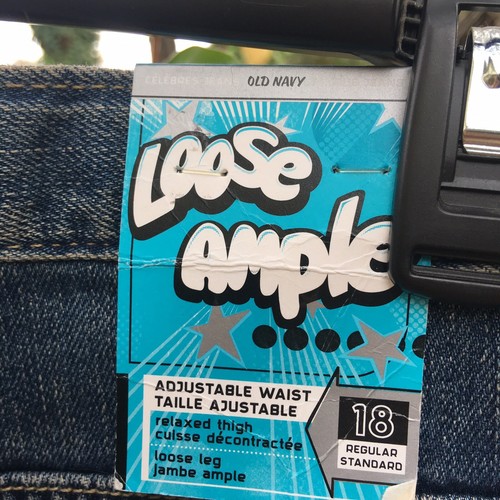 OLD NAVY
Loose
Ample
ADJUSTABLE WAIST
TAILLE AJUSTABLE
relaxed thigh
cuisse décontractée
loose leg
jambe ample
18
REGULAR
STANDARD